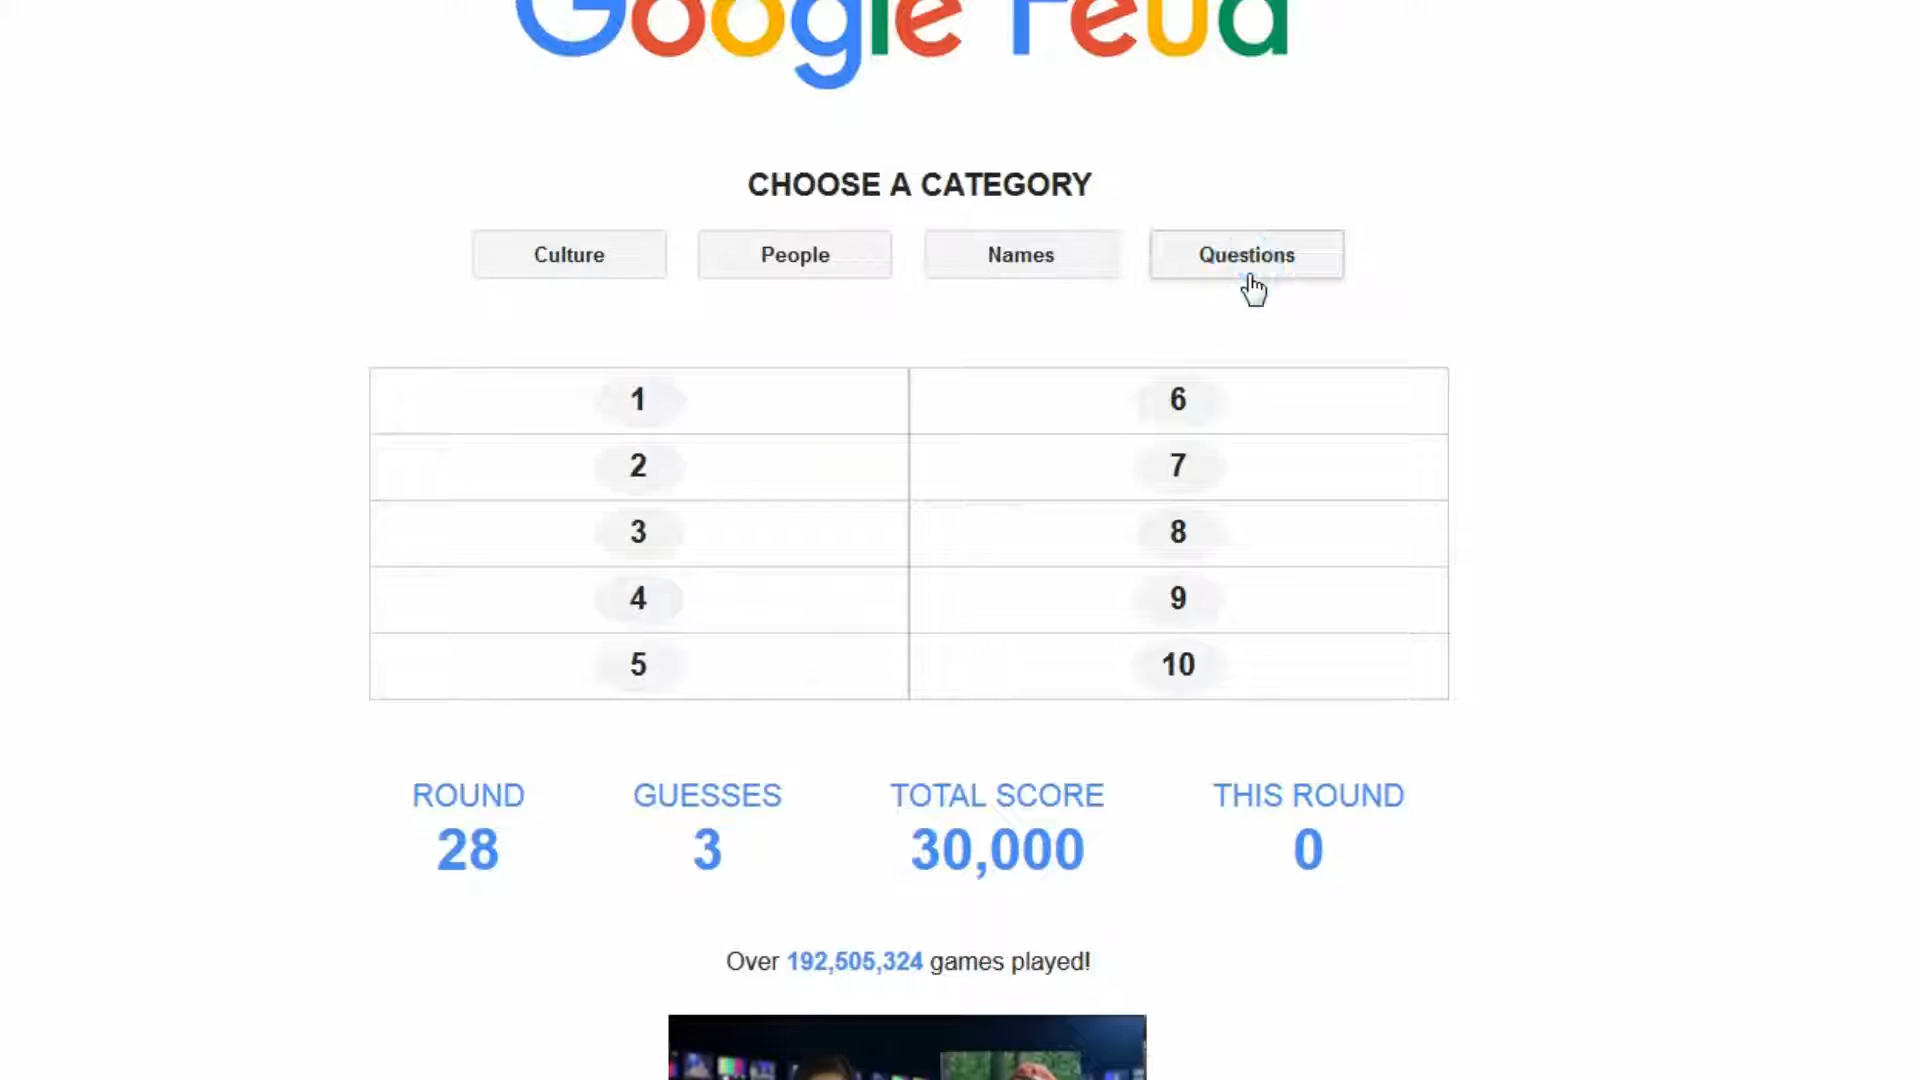 Google Feud
CHOOSE A CATEGORY
Culture People Names Questions
1 6
2 7
3 8
4 9
5 10
ROUND GUESSES TOTAL SCORE THIS ROUND
28 3 30,000 0
Over 192,505,324 games played!